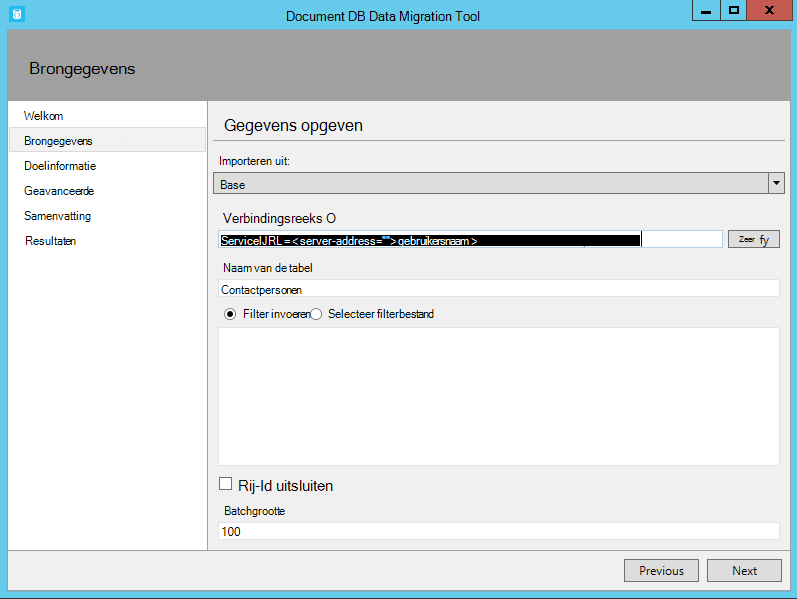 Document DB Data Migration Tool
Brongegevens
Welkom
Brongegevens
Doelinformatie
Geavanceerde
Samenvatting
Resultaten
Gegevens opgeven
Importeren uit:
Base
Verbindingsreeks O
ServiceIJRL=<server-address="">gebruikersnaam>
Zeer fy
Naam van de tabel
Contactpersonen
Filter invoeren Selecteer filterbestand
Rij-Id uitsluiten
Batchgrootte
100
Previous Next